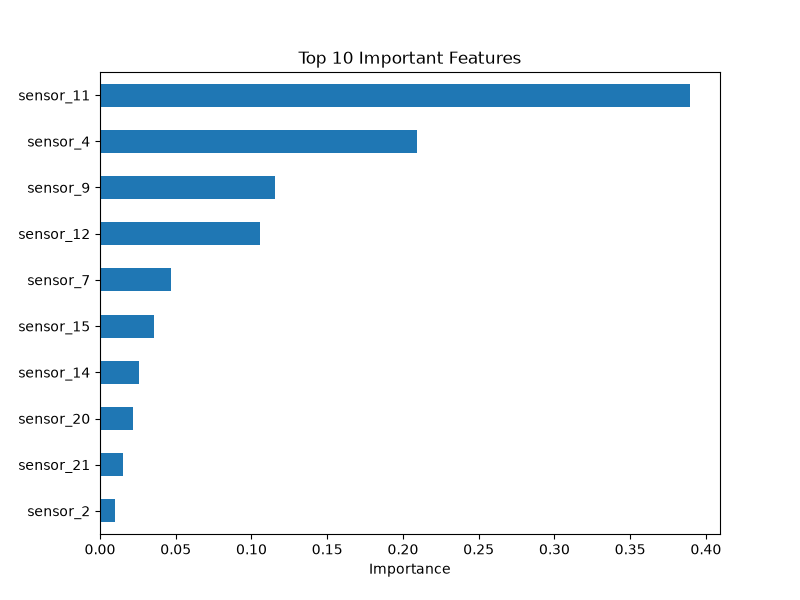 Top 10 Important Features
sensor_11
sensor_4
sensor_9
sensor_12
sensor_7
sensor_15
sensor_14
sensor_20
sensor_21
sensor_2
0.00 0.05 0.10 0.15 0.20 0.25 0.30 0.35 0.40
Importance